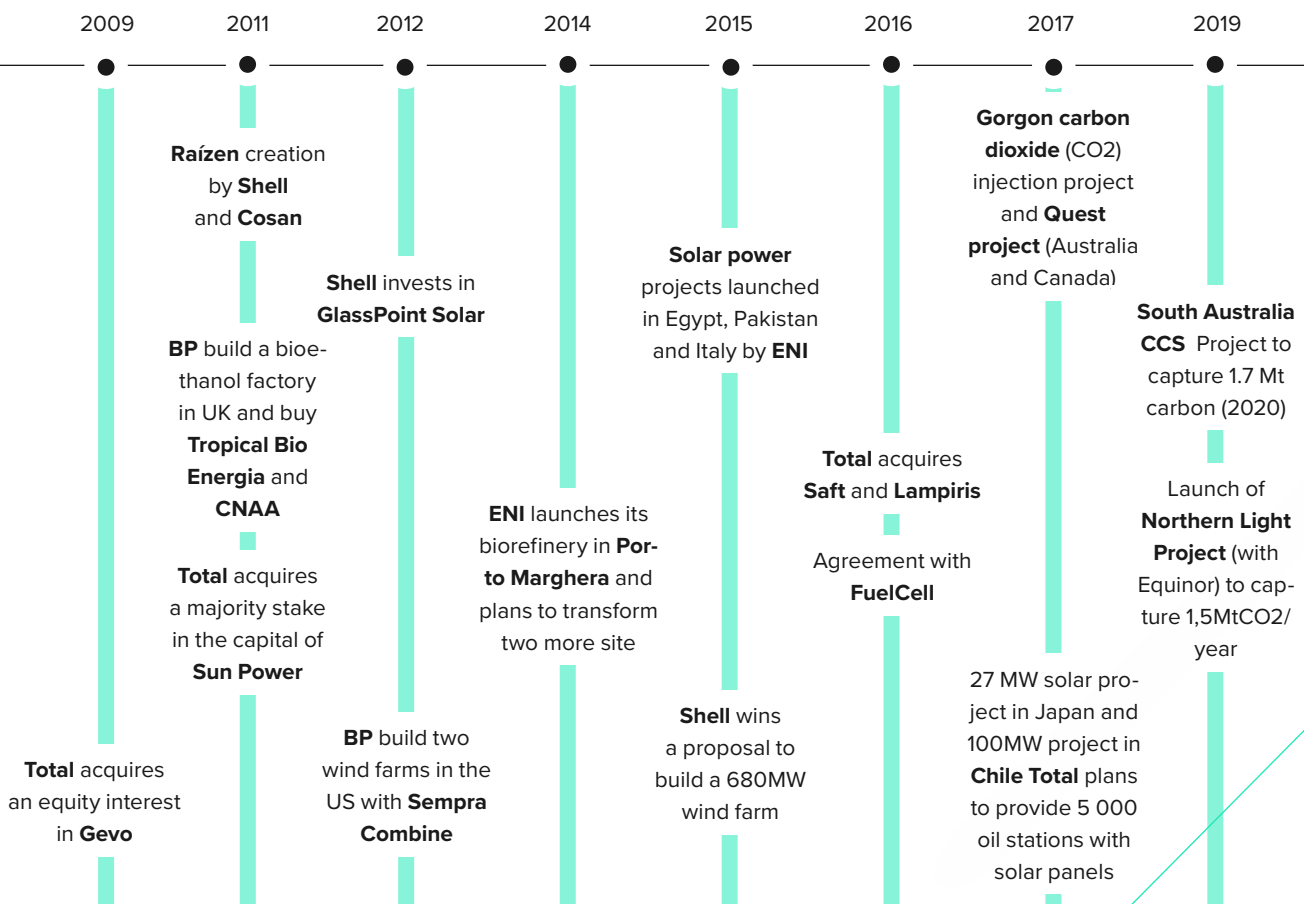 2009
2011
2012
2014
2015
2016
2017
2019
Total acquires
an equity interest
in Gevo
Raízen creation
by Shell
and Cosan
BP build a bioe-
thanol factory
in UK and buy
Tropical Bio
Energia and
CNAA
Total acquires
a majority stake
in the capital of
Sun Power
Shell invests in
GlassPoint Solar
BP build two
wind farms in the
US with Sempra
Combine
ENI launches its
biorefinery in Por-
to Marghera and
plans to transform
two more site
Solar power
projects launched
in Egypt, Pakistan
and Italy by ENI
Shell wins
a proposal to
build a 680MW
wind farm
Total acquires
Saft and Lampiris
Agreement with
FuelCell
Gorgon carbon
dioxide (CO2)
injection project
and Quest
project (Australia
and Canada)
27 MW solar pro-
ject in Japan and
100MW project in
Chile Total plans
to provide 5 000
oil stations with
solar panels
South Australia
CCS Project to
capture 1.7 Mt
carbon (2020)
Launch of
Northern Light
Project (with
Equinor) to cap-
ture 1,5MtCO2/
year